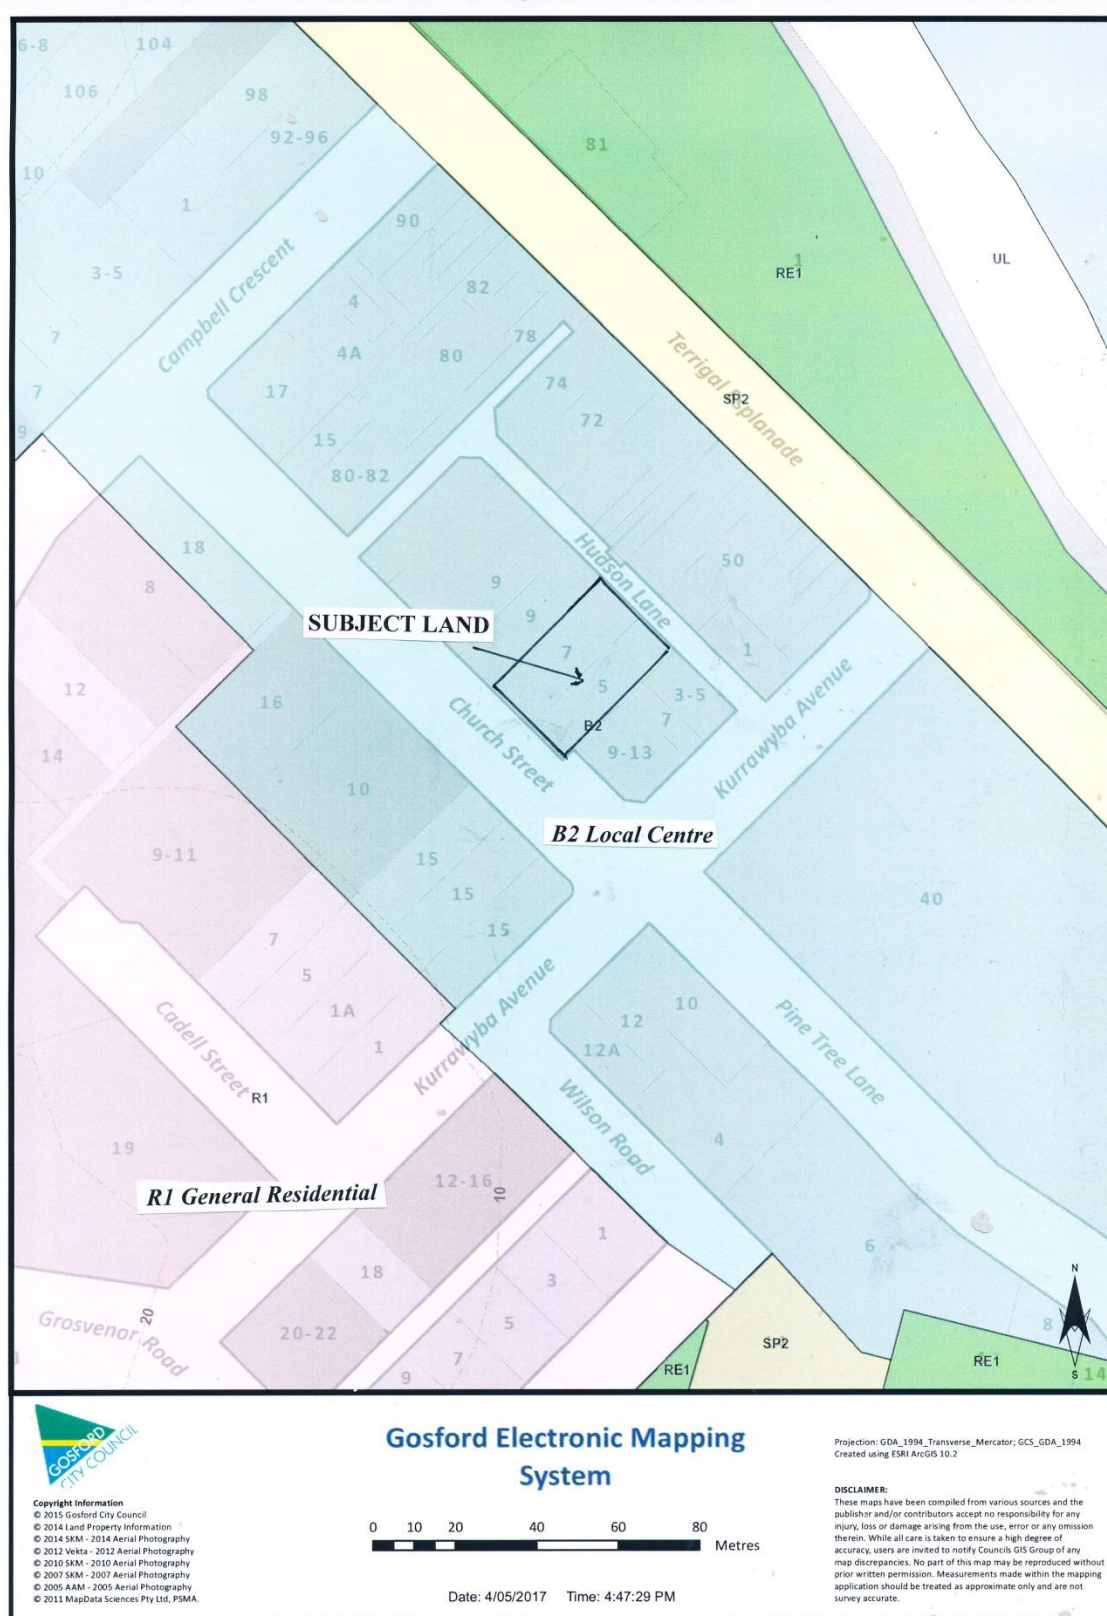 6-8
104
106
98
92-96
10
1
3-5
7
7
9
Campbell Crescent
90
4
82
4A
80
78
17
15
80-82
74
72
81
1
RE1
UL
Terrigal Esplanade
SP2
18
8
9
9
Hudson Lane
50
SUBJECT LAND
7
1
5
3-5
7
B2
9-13
Kurrawyba Avenue
12
16
Church Street
14
10
B2 Local Centre
9-11
15
15
15
40
7
5
1A
1
Kurrawyba Avenue
Cadell Street
R1
12
10
12A
Pine Tree Lane
Wilson Road
4
19
R1 General Residential
12-16
10
1
18
3
6
20
Grosvenor Road
20-22
5
7
9
SP2
RE1
RE1
8
14
N
S
GOSFORD
CITY COUNCIL
Gosford Electronic Mapping
System
Projection: GDA_1994_Transverse_Mercator; GCS_GDA_1994
Created using ESRI ArcGIS 10.2
Copyright Information
© 2015 Gosford City Council
© 2014 Land Property Information
© 2014 SKM - 2014 Aerial Photography
© 2012 Vekta - 2012 Aerial Photography
© 2010 SKM - 2010 Aerial Photography
© 2007 SKM - 2007 Aerial Photography
© 2005 AAM - 2005 Aerial Photography
© 2011 MapData Sciences Pty Ltd, PSMA.
0 10 20 40 60 80
Metres
Date: 4/05/2017 Time: 4:47:29 PM
DISCLAIMER:
These maps have been compiled from various sources and the
publisher and/or contributors accept no responsibility for any
injury, loss or damage arising from the use, error or any omission
therein. While all care is taken to ensure a high degree of
accuracy, users are invited to notify Councils GIS Group of any
map discrepancies. No part of this map may be reproduced without
prior written permission. Measurements made within the mapping
application should be treated as approximate only and are not
survey accurate.